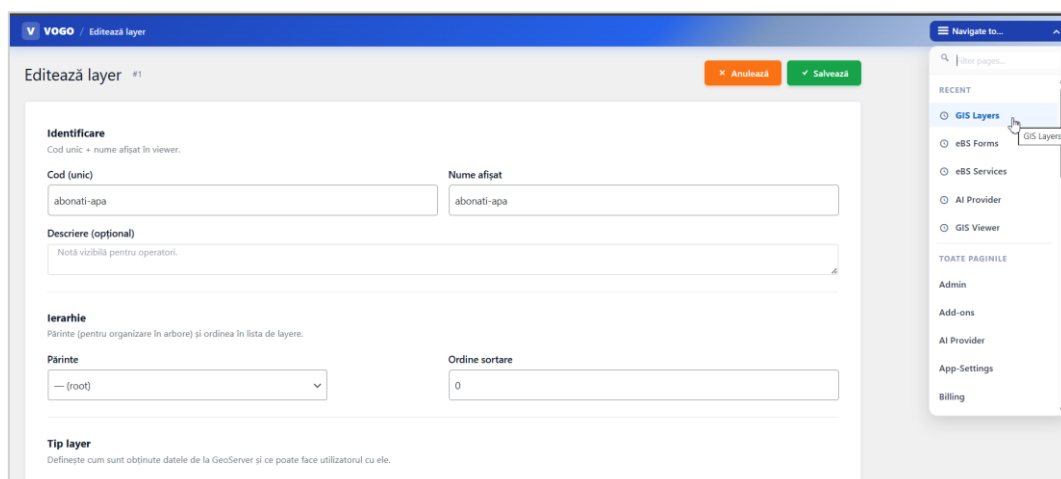 V VOGO / Editează layer
Navigate to...
Editează layer #1
× Anulează
✓ Salvează
Identificare
Cod unic + nume afișat în viewer.
Cod (unic)
Nume afișat
abonati-apa
abonati-apa
Descriere (opțional)
Notă vizibilă pentru operatori.
Ierarhie
Părinte (pentru organizare în arbore) și ordinea în lista de layere.
Părinte
Ordine sortare
— (root)
0
Tip layer
Definește cum sunt obținute datele de la GeoServer și ce poate face utilizatorul cu ele.
Filter pages...
RECENT
GIS Layers
GIS Layers
eBS Forms
eBS Services
AI Provider
GIS Viewer
TOATE PAGINILE
Admin
Add-ons
AI Provider
App-Settings
Billing